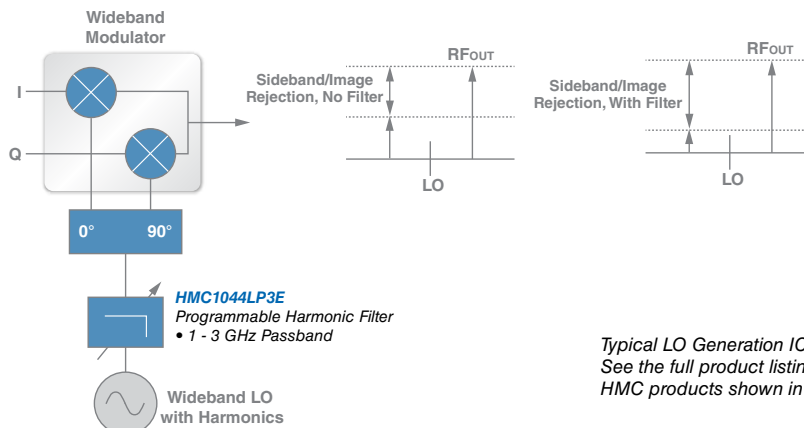 Wideband
Modulator
I
Q
0°
90°
HMC1044LP3E
Programmable Harmonic Filter
• 1 - 3 GHz Passband
Wideband LO
with Harmonics
Sideband/Image
Rejection, No Filter
RFOUT
LO
Sideband/Image
Rejection, With Filter
RFOUT
LO
Typical LO Generation IC
See the full product listin
HMC products shown in